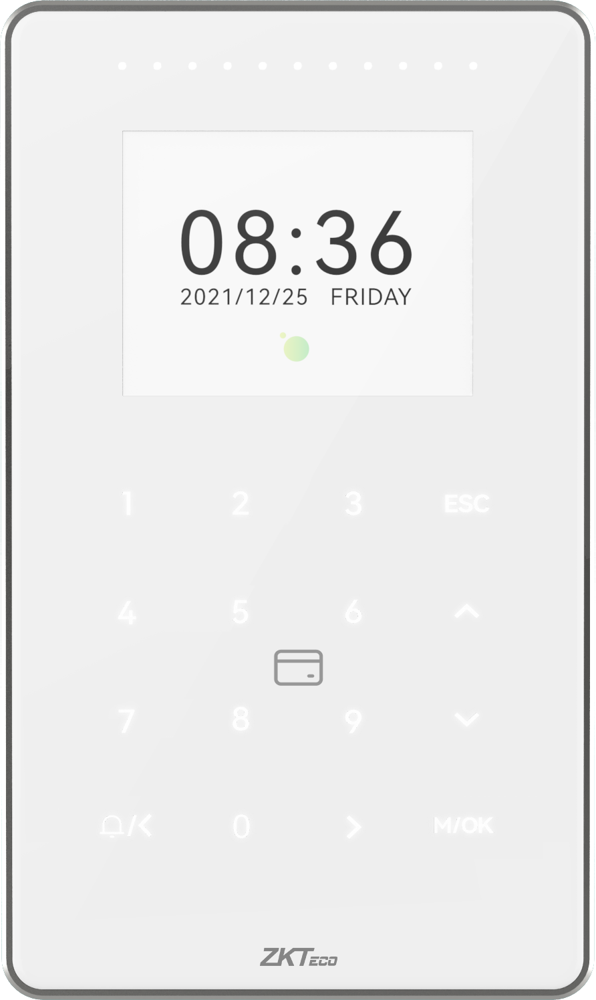 08:36
2021/12/25 FRIDAY
1 2 3 ESC
4 5 6
7 8 9
/ 0 M/OK
ZKTECO